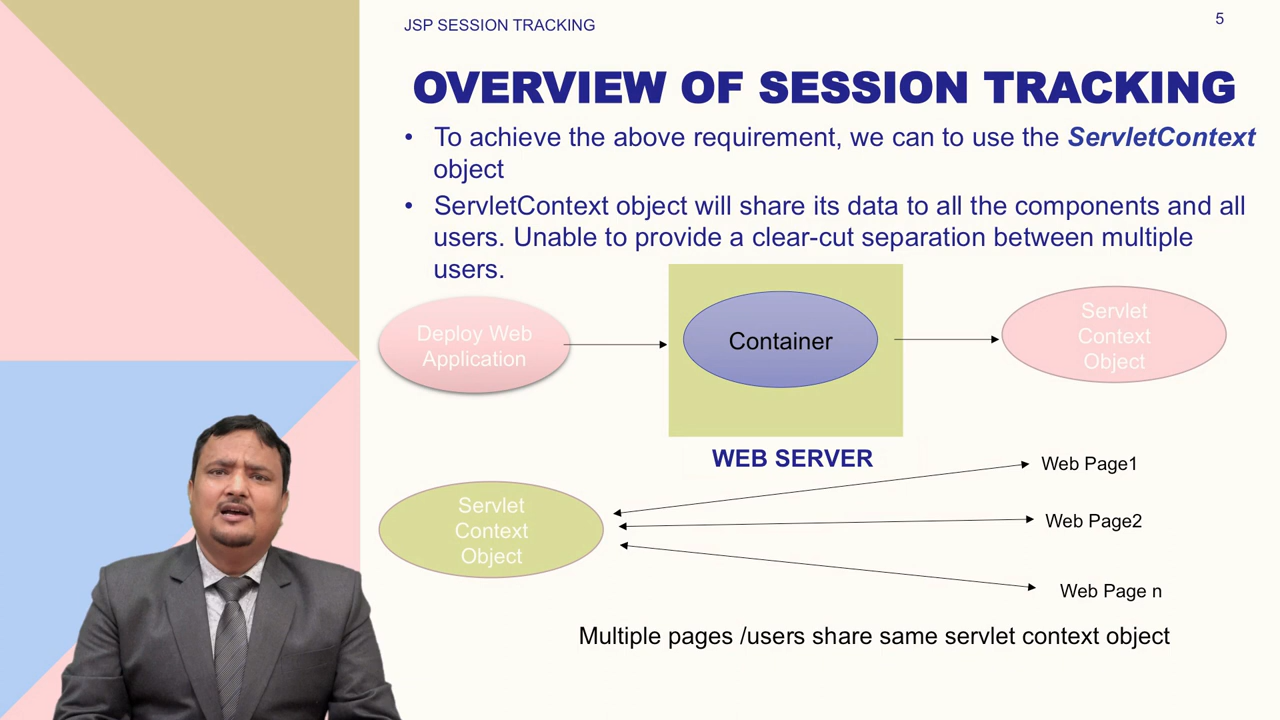 JSP SESSION TRACKING
5
OVERVIEW OF SESSION TRACKING
• To achieve the above requirement, we can to use the ServletContext
object
• ServletContext object will share its data to all the components and all
users. Unable to provide a clear-cut separation between multiple
users.
Deploy Web
Application
Container
Servlet
Context
Object
WEB SERVER
Servlet
Context
Object
Web Page1
Web Page2
Web Page n
Multiple pages /users share same servlet context object